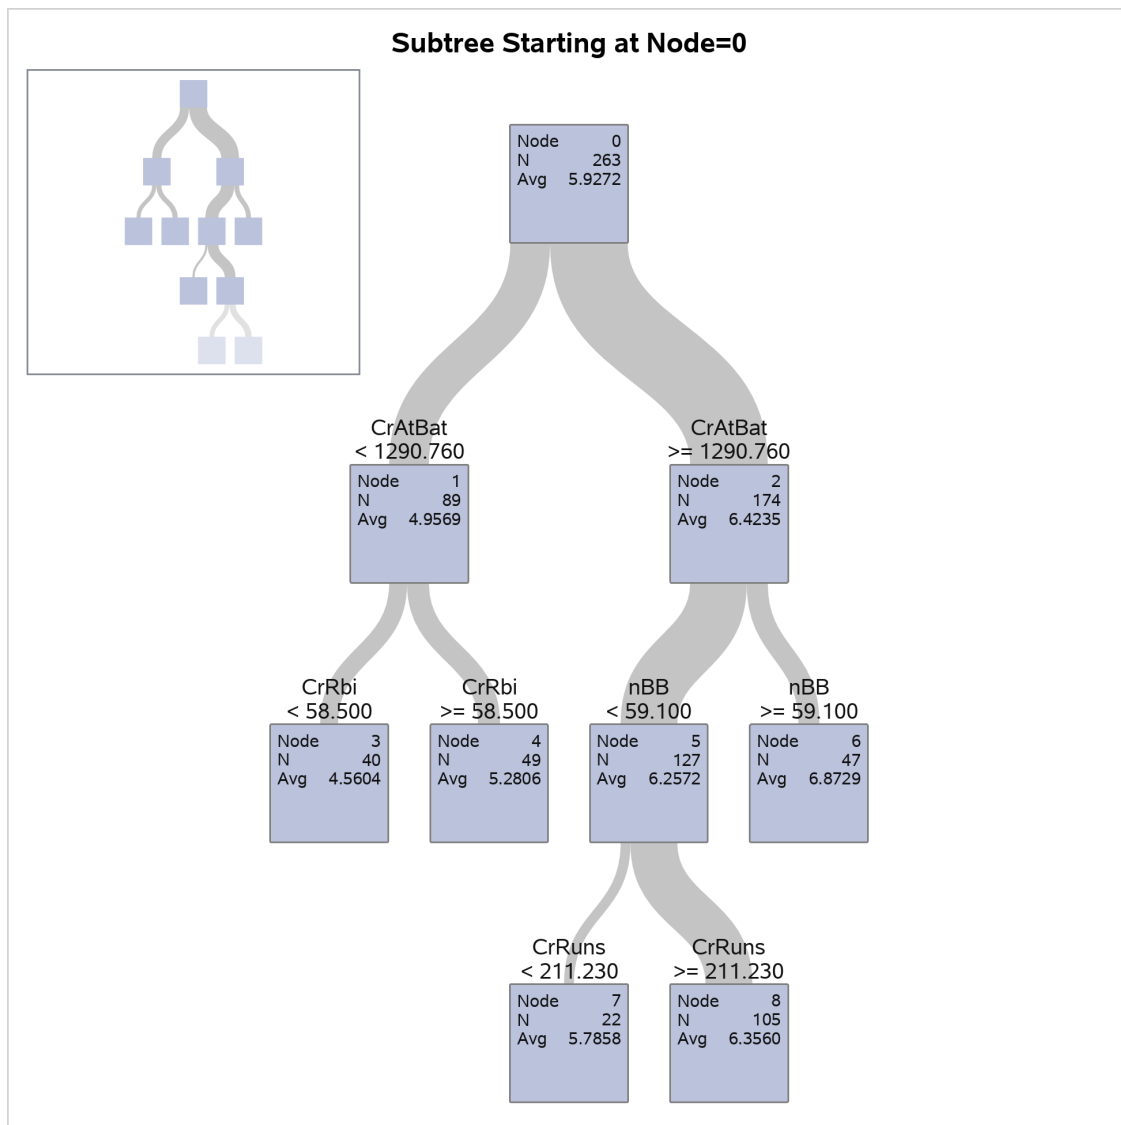 Subtree Starting at Node=0
Node 0
N 263
Avg 5.9272
CrAtBat
< 1290.760
Node 1
N 89
Avg 4.9569
CrAtBat
>= 1290.760
Node 2
N 174
Avg 6.4235
CrRbi
< 58.500
Node 3
N 40
Avg 4.5604
CrRbi
>= 58.500
Node 4
N 49
Avg 5.2806
nBB
< 59.100
Node 5
N 127
Avg 6.2572
nBB
>= 59.100
Node 6
N 47
Avg 6.8729
CrRuns
< 211.230
Node 7
N 22
Avg 5.7858
CrRuns
>= 211.230
Node 8
N 105
Avg 6.3560